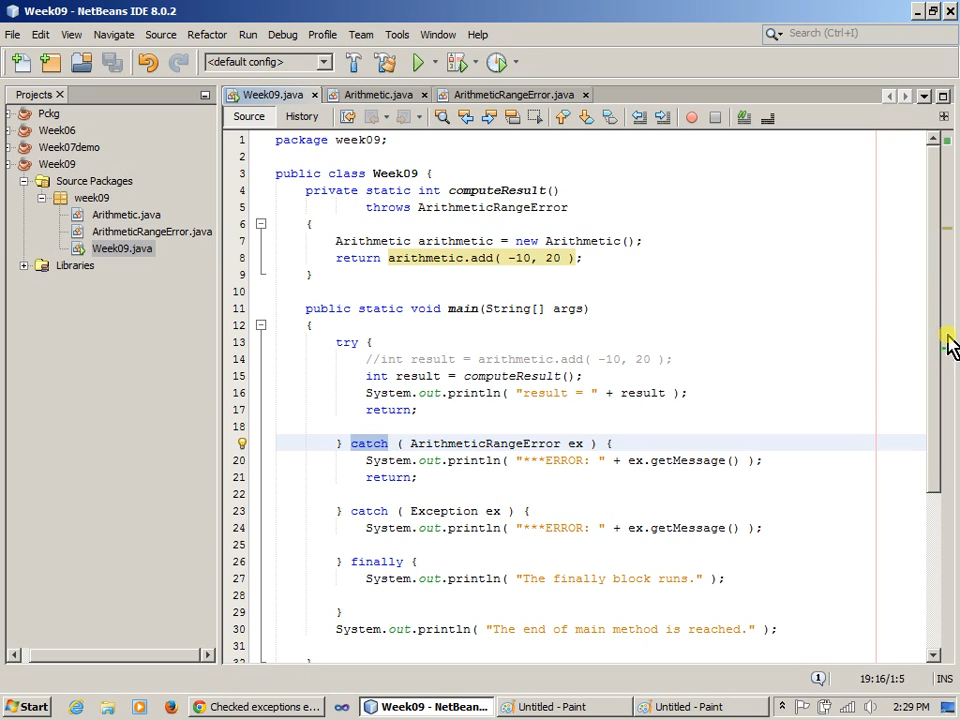 Week09 - NetBeans IDE 8.0.2
File Edit View Navigate Source Refactor Run Debug Profile Team Tools Window Help
Search (Ctrl+I)
<default config>
Projects
Week09.java Arithmetic.java ArithmeticRangeError.java
Source History
Pckg
Week06
Week07demo
Week09
Source Packages
week09
Arithmetic.java
ArithmeticRangeError.java
Week09.java
Libraries
1 package week09;
2
3 public class Week09 {
4 private static int computeResult()
5 throws ArithmeticRangeError
6 {
7 Arithmetic arithmetic = new Arithmetic();
8 return arithmetic.add( -10, 20 );
9 }
10
11 public static void main(String[] args)
12 {
13 try {
14 //int result = arithmetic.add( -10, 20 );
15 int result = computeResult();
16 System.out.println( "result = " + result );
17 return;
18
} catch ( ArithmeticRangeError ex ) {
20 System.out.println( "***ERROR: " + ex.getMessage() );
21 return;
22
23 } catch ( Exception ex ) {
24 System.out.println( "***ERROR: " + ex.getMessage() );
25
26 } finally {
27 System.out.println( "The finally block runs." );
28
29 }
30 System.out.println( "The end of main method is reached." );
31
1 19:16/1:5 INS
Start Checked exceptions e... Week09 - NetBean... Untitled - Paint Untitled - Paint 2:29 PM